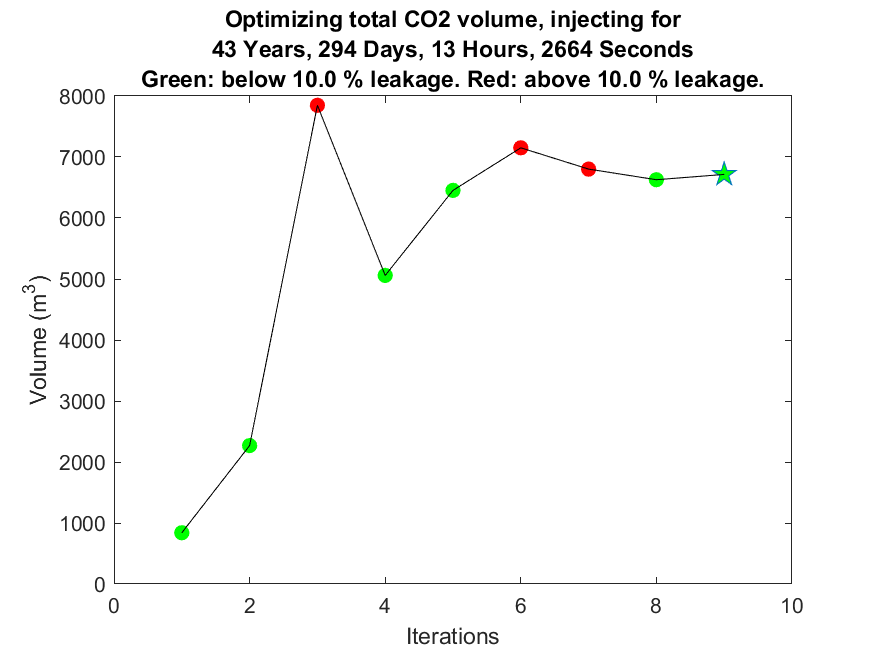 Optimizing total CO2 volume, injecting for
43 Years, 294 Days, 13 Hours, 2664 Seconds
Green: below 10.0 % leakage. Red: above 10.0 % leakage.
8000
7000
6000
5000
4000
3000
2000
1000
0
Volume (m³)
0 2 4 6 8 10
Iterations